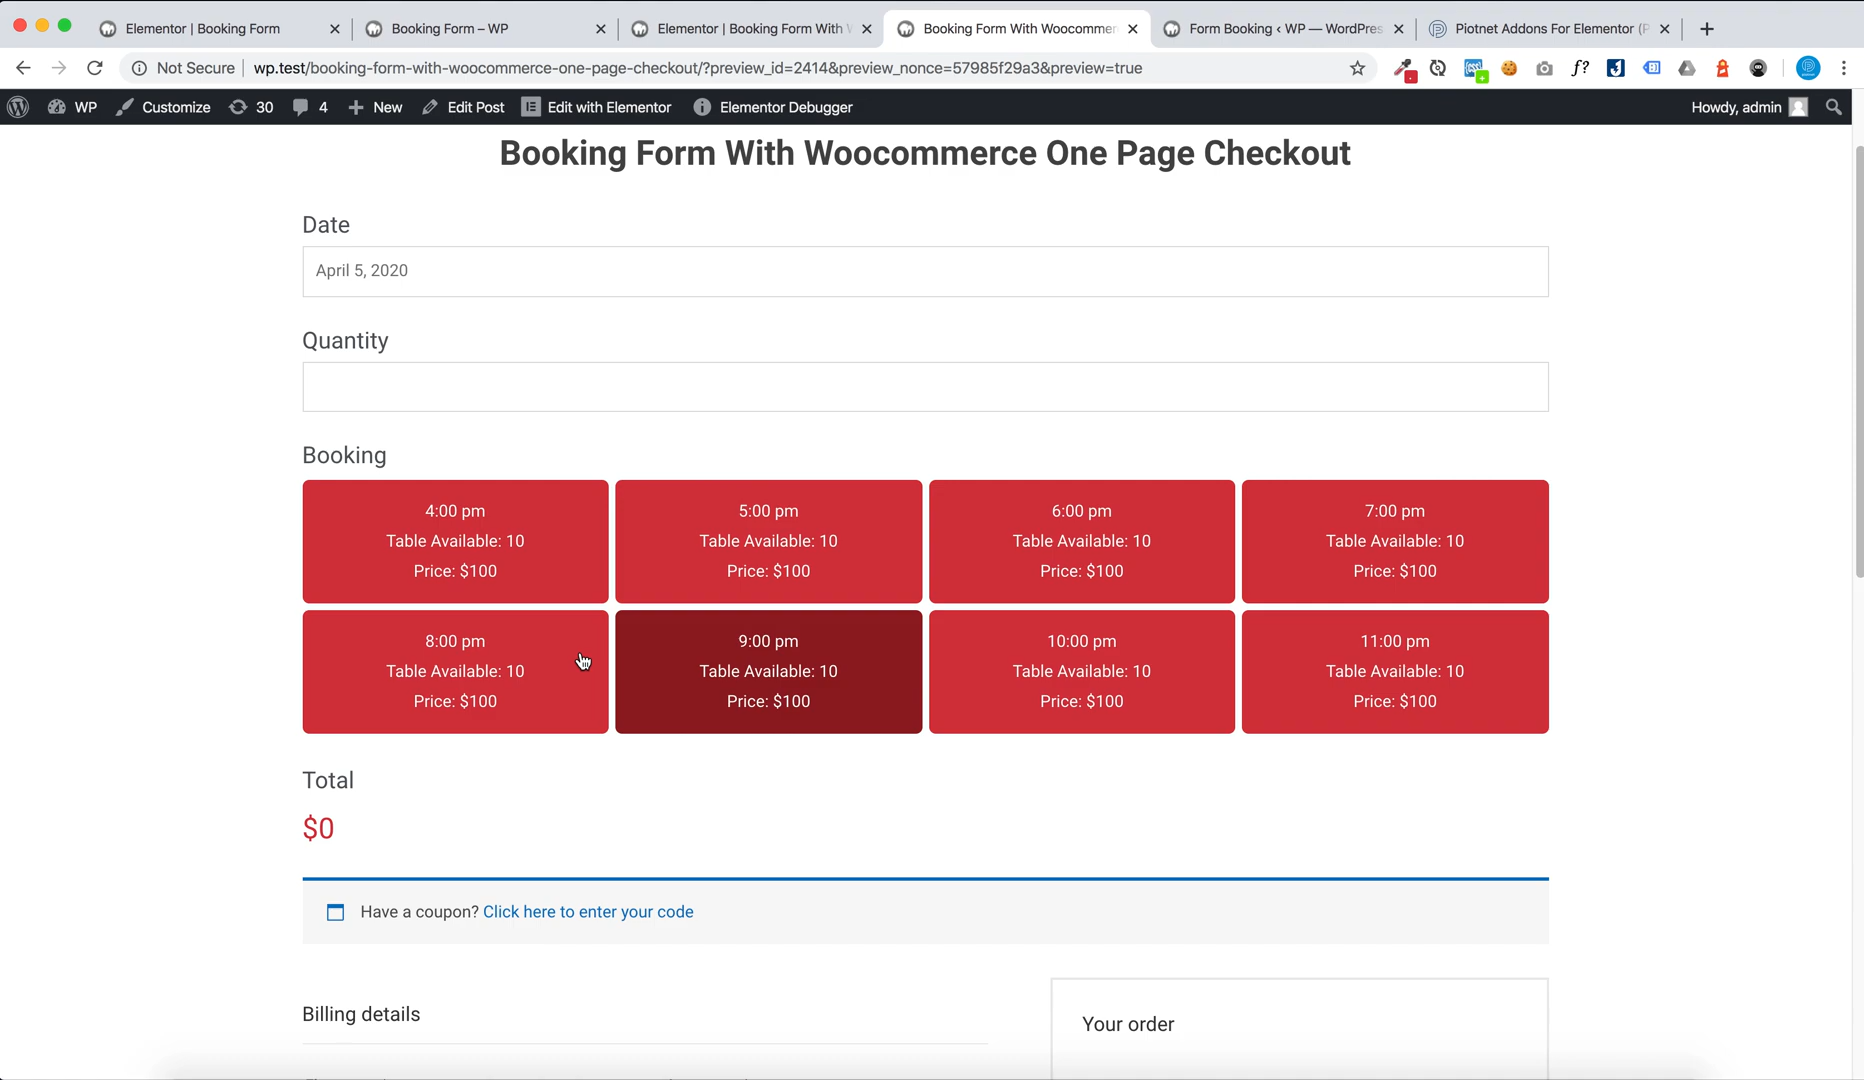 Elementor | Booking Form
Booking Form – WP
Elementor | Booking Form With
Booking Form With Woocommer
Form Booking ‹ WP — WordPres
Piotnet Addons For Elementor (P
Not Secure
wp.test/booking-form-with-woocommerce-one-page-checkout/?preview_id=2414&preview_nonce=57985f29a3&preview=true
WP
Customize
30
4
New
Edit Post
Edit with Elementor
Elementor Debugger
Howdy, admin
Booking Form With Woocommerce One Page Checkout
Date
April 5, 2020
Quantity
Booking
4:00 pm
Table Available: 10
Price: $100
5:00 pm
Table Available: 10
Price: $100
6:00 pm
Table Available: 10
Price: $100
7:00 pm
Table Available: 10
Price: $100
8:00 pm
Table Available: 10
Price: $100
9:00 pm
Table Available: 10
Price: $100
10:00 pm
Table Available: 10
Price: $100
11:00 pm
Table Available: 10
Price: $100
Total
$0
Have a coupon? Click here to enter your code
Billing details
Your order